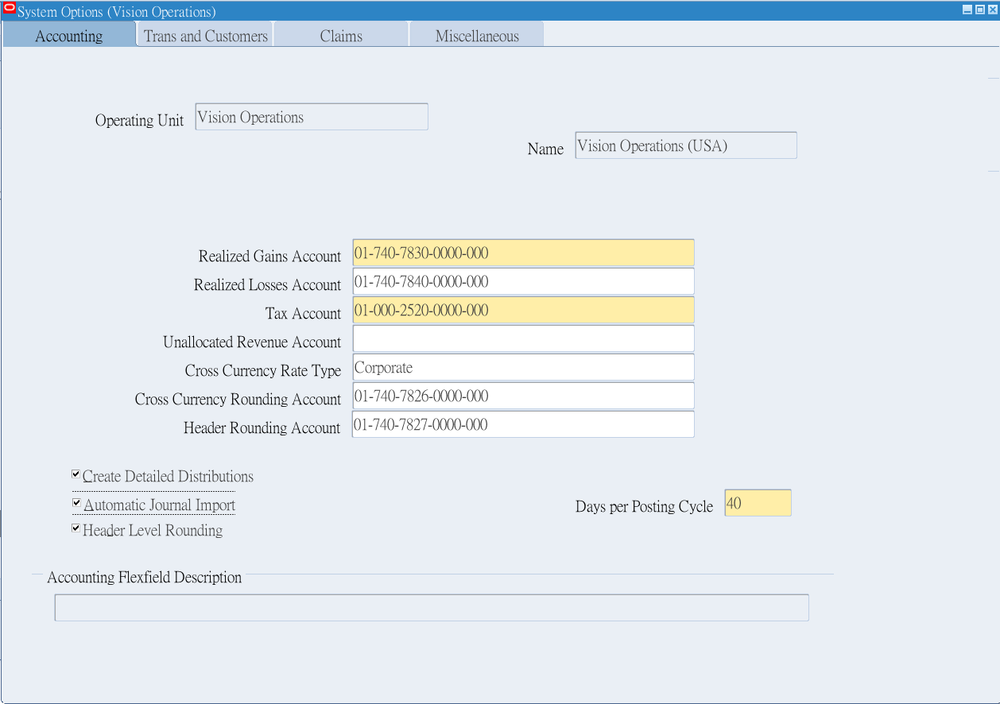 System Options (Vision Operations)
Accounting Trans and Customers Claims Miscellaneous
Operating Unit Vision Operations
Name Vision Operations (USA)
Realized Gains Account 01-740-7830-0000-000
Realized Losses Account 01-740-7840-0000-000
Tax Account 01-000-2520-0000-000
Unallocated Revenue Account
Cross Currency Rate Type Corporate
Cross Currency Rounding Account 01-740-7826-0000-000
Header Rounding Account 01-740-7827-0000-000
Create Detailed Distributions
Automatic Journal Import Days per Posting Cycle 40
Header Level Rounding
Accounting Flexfield Description